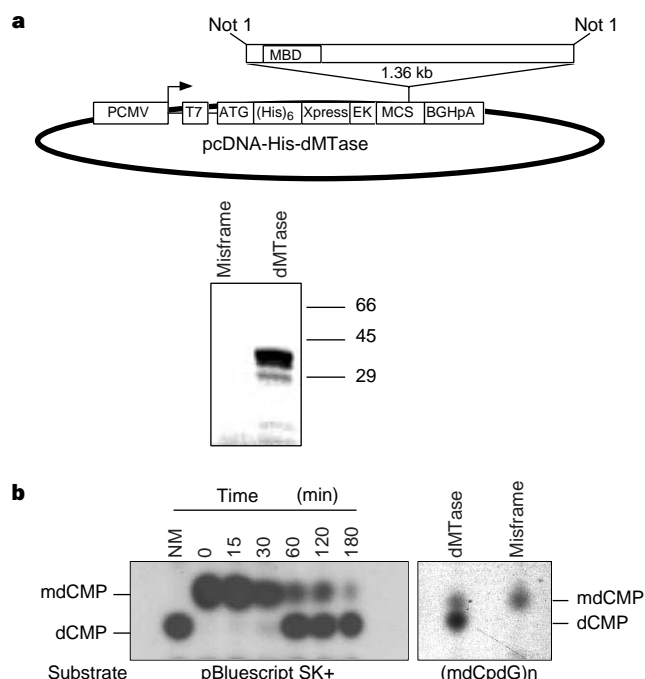 a
Not 1 Not 1
MBD
1.36 kb
PCMV T7 ATG (His)6 Xpress EK MCS BGHpA
pcDNA-His-dMTase
Misframe dMTase
66
45
29
b
Time (min)
NM 0 15 30 60 120 180 dMTase Misframe
mdCMP mdCMP
dCMP dCMP
Substrate pBluescript SK+ (mdCpdG)n